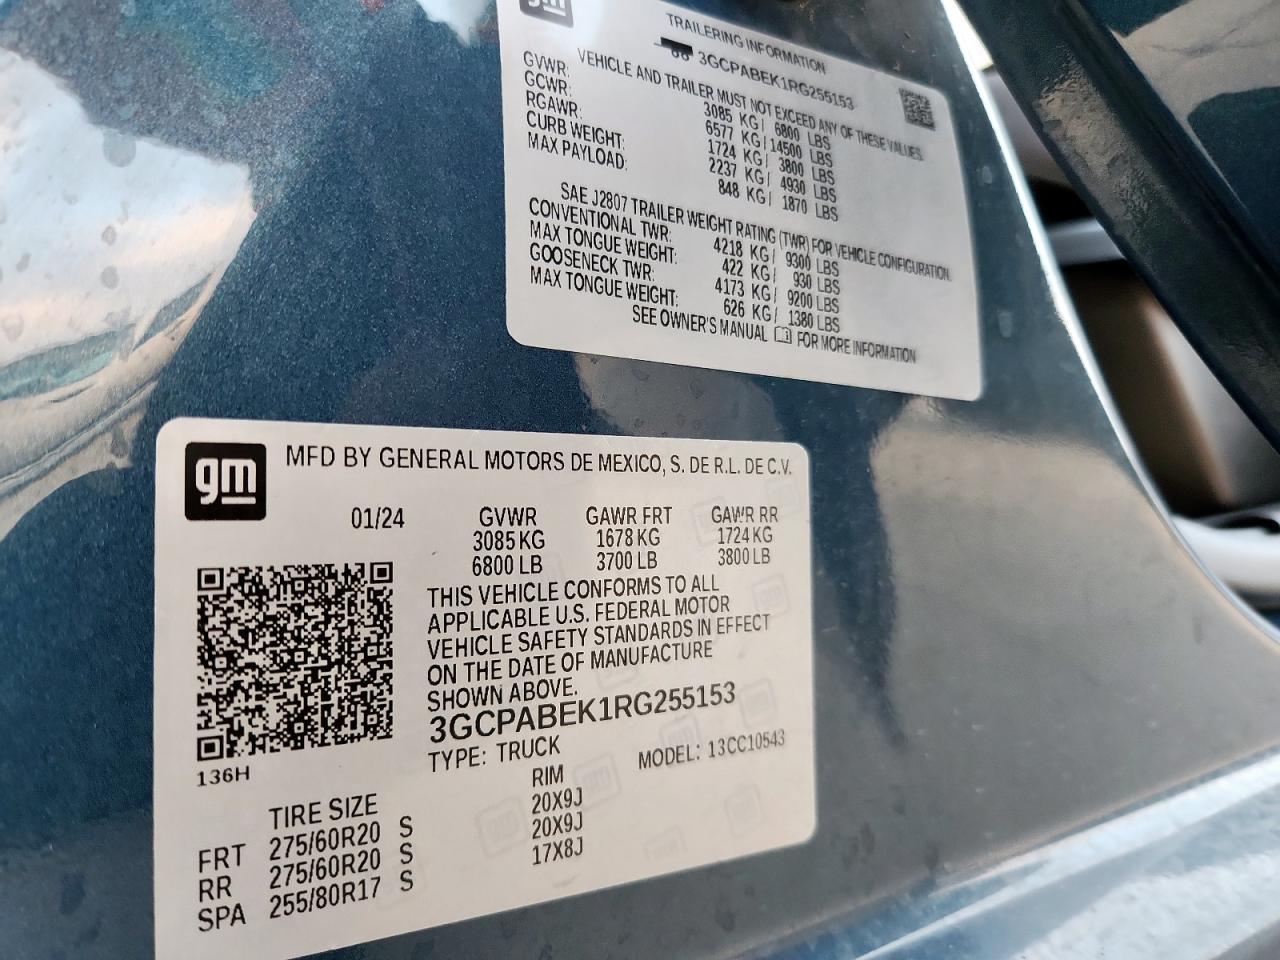 gm
TRAILERING INFORMATION
3GCPABEK1RG255153
VEHICLE AND TRAILER MUST NOT EXCEED ANY OF THESE VALUES.
GVWR: 3085 KG/ 6800 LBS
GCWR: 6577 KG/14500 LBS
RGAWR: 1724 KG/ 3800 LBS
CURB WEIGHT: 2237 KG/ 4930 LBS
MAX PAYLOAD: 848 KG/ 1870 LBS
SAE J2807 TRAILER WEIGHT RATING (TWR) FOR VEHICLE CONFIGURATION.
CONVENTIONAL TWR: 4218 KG/ 9300 LBS
MAX TONGUE WEIGHT: 422 KG/ 930 LBS
GOOSENECK TWR: 4173 KG/ 9200 LBS
MAX TONGUE WEIGHT: 626 KG/ 1380 LBS
SEE OWNER'S MANUAL FOR MORE INFORMATION
gm MFD BY GENERAL MOTORS DE MEXICO, S. DE R.L. DE C.V.
01/24 GVWR GAWR FRT GAWR RR
3085 KG 1678 KG 1724 KG
6800 LB 3700 LB 3800 LB
THIS VEHICLE CONFORMS TO ALL
APPLICABLE U.S. FEDERAL MOTOR
VEHICLE SAFETY STANDARDS IN EFFECT
ON THE DATE OF MANUFACTURE
SHOWN ABOVE.
3GCPABEK1RG255153
TYPE: TRUCK MODEL: 13CC10543
136H
TIRE SIZE RIM
FRT 275/60R20 S 20X9J
RR 275/60R20 S 20X9J
SPA 255/80R17 S 17X8J